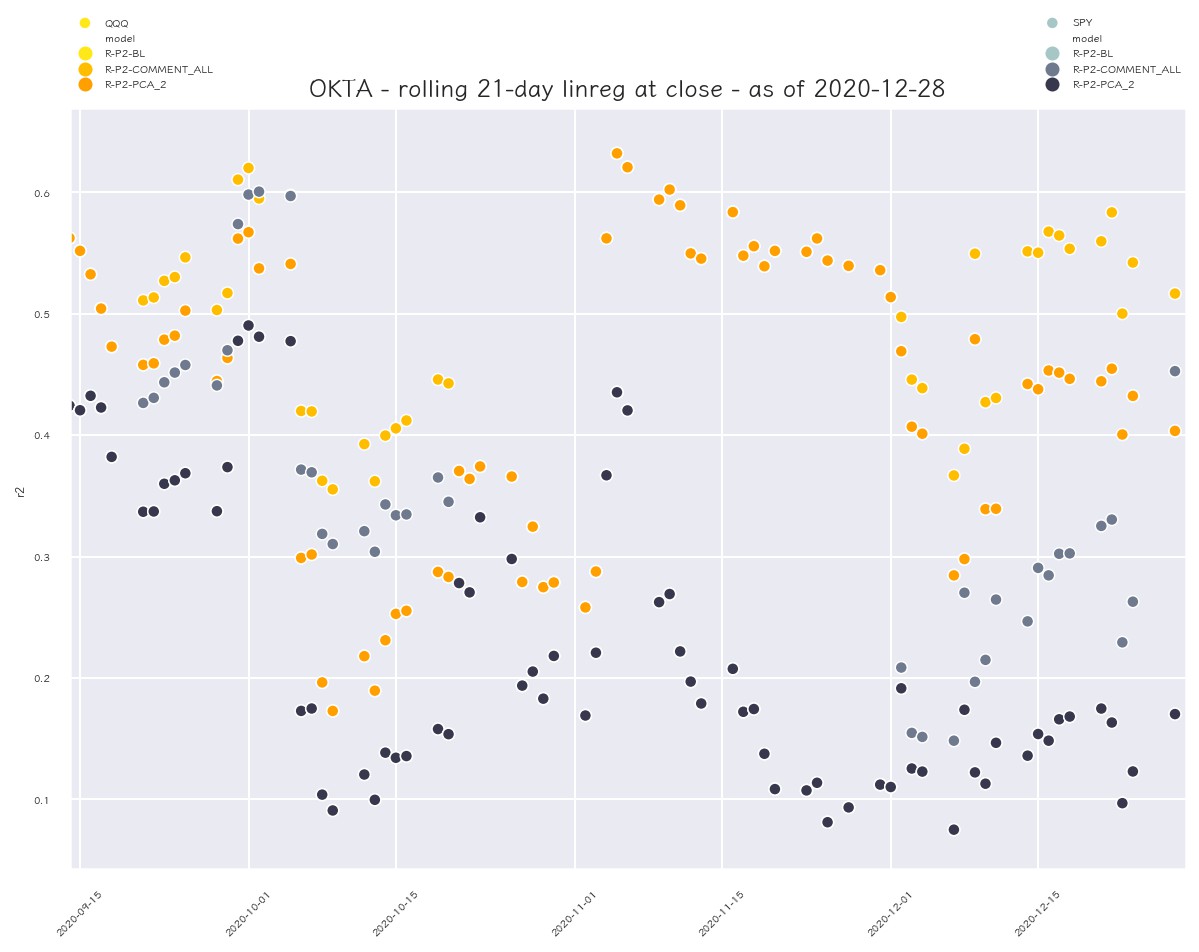 QQQ
model
R-P2-BL
R-P2-COMMENT_ALL
R-P2-PCA_2
SPY
model
R-P2-BL
R-P2-COMMENT_ALL
R-P2-PCA_2
OKTA - rolling 21-day linreg at close - as of 2020-12-28
0.6
0.5
0.4
0.3
0.2
0.1
r2
2020-09-15
2020-10-01
2020-10-15
2020-11-01
2020-11-15
2020-12-01
2020-12-15